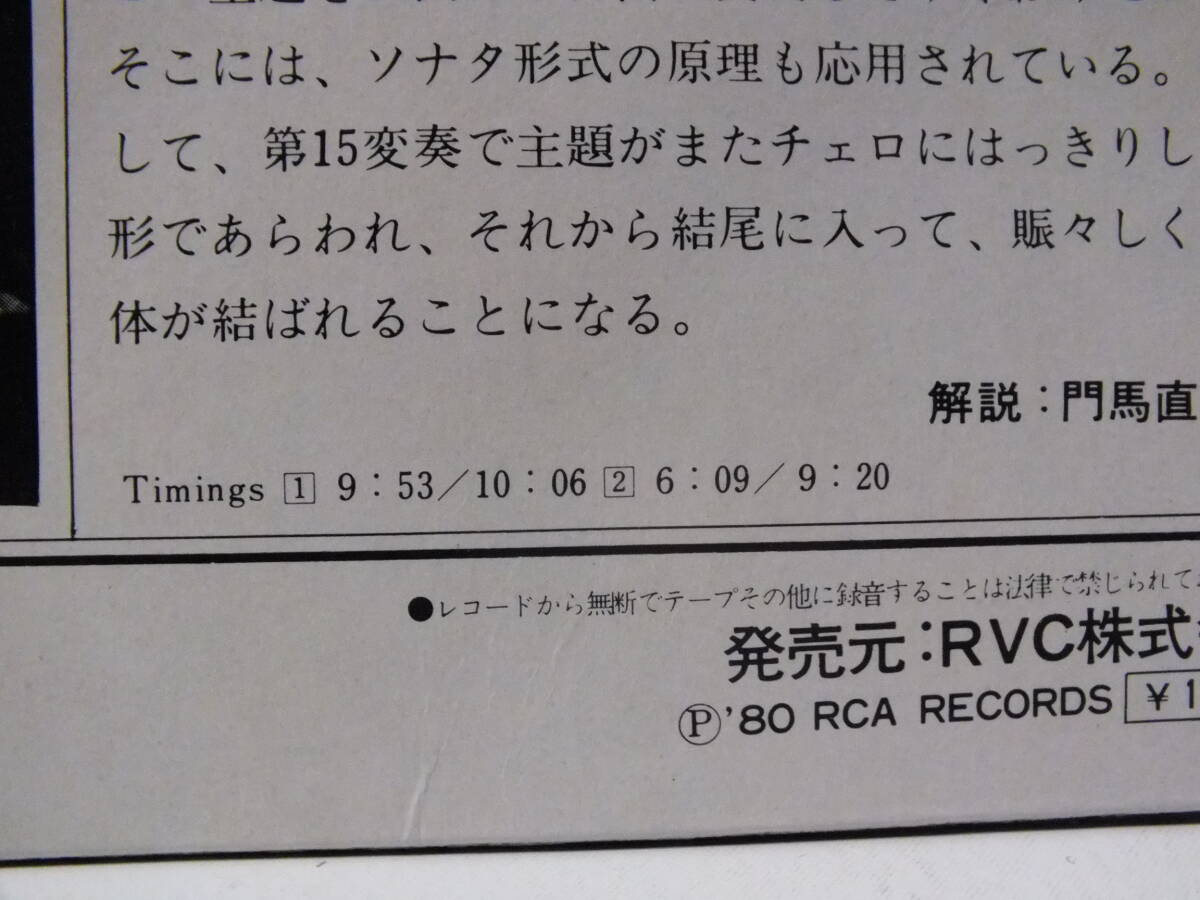 そこには、ソナタ形式の原理も応用されている。
して、第15変奏で主題がまたチェロにはっきりし
形であらわれ、それから結尾に入って、賑々しく
体が結ばれることになる。
解説：門馬直
Timings 1 9：53／10：06 2 6：09／9：20
●レコードから無断でテープその他に録音することは法律で禁じられて
発売元：RVC株式
Ⓟ'80 RCA RECORDS ¥1